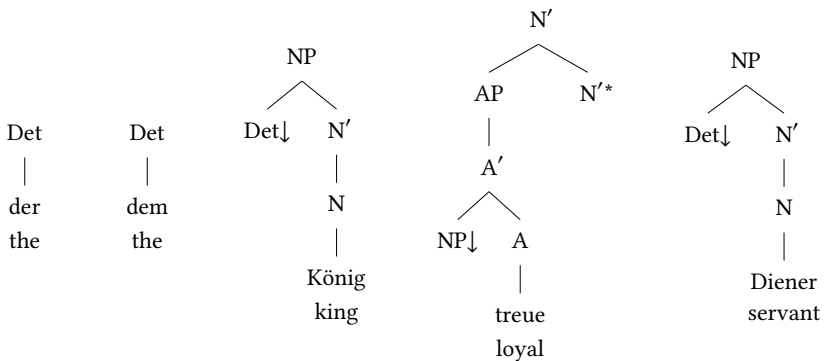 N′
NP NP
AP N′*
Det Det Det↓ N′ Det↓ N′
A′
der dem N N
the the
NP↓ A
König Diener
king servant
treue
loyal